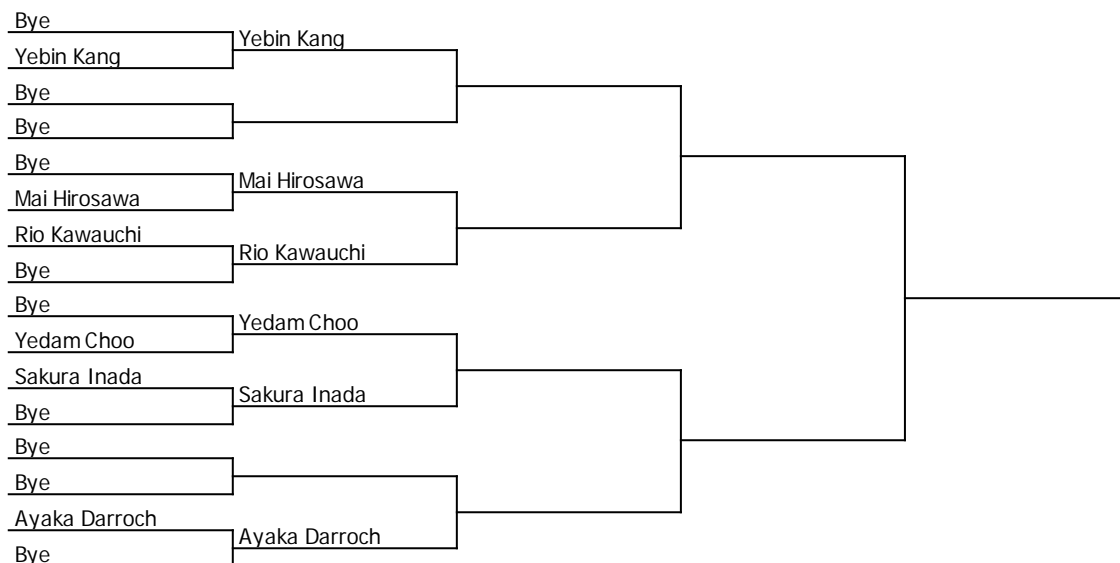 Bye
Yebin Kang
Yebin Kang
Bye
Bye
Bye
Mai Hirosawa
Mai Hirosawa
Rio Kawauchi
Rio Kawauchi
Bye
Bye
Yedam Choo
Yedam Choo
Sakura Inada
Sakura Inada
Bye
Bye
Bye
Ayaka Darroch
Ayaka Darroch
Bye